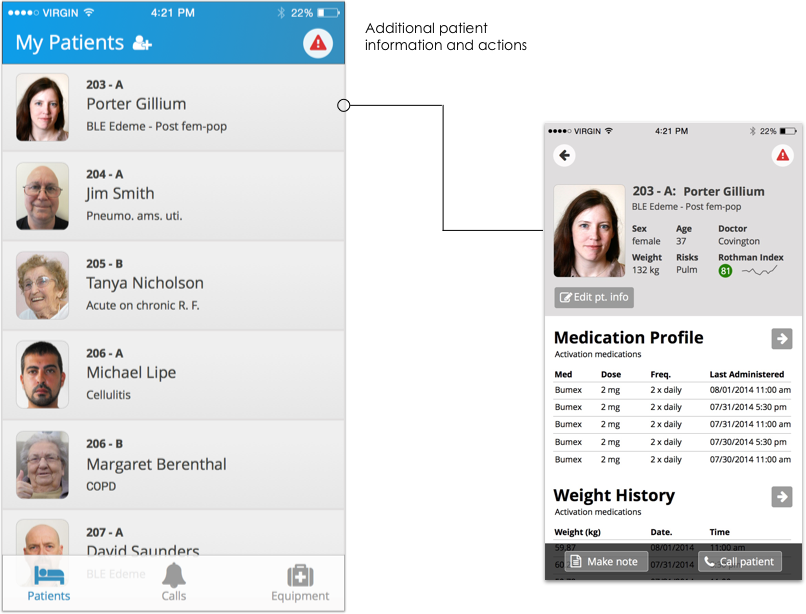 VIRGIN 4:21 PM 22%
My Patients
203 - A
Porter Gillium
BLE Edeme - Post fem-pop
204 - A
Jim Smith
Pneumo. ams. uti.
205 - B
Tanya Nicholson
Acute on chronic R. F.
206 - A
Michael Lipe
Cellulitis
206 - B
Margaret Berenthal
COPD
207 - A
David Saunders
BLE Edeme
Patients Calls Equipment
Additional patient
information and actions
VIRGIN 4:21 PM 22%
203 - A: Porter Gillium
BLE Edeme - Post fem-pop
Sex Age Doctor
female 37 Covington
Weight Risks Rothman Index
132 kg Pulm 81
Edit pt. info
Medication Profile
Activation medications
Med Dose Freq. Last Administered
Bumex 2 mg 2 x daily 08/01/2014 11:00 am
Bumex 2 mg 2 x daily 07/31/2014 5:30 pm
Bumex 2 mg 2 x daily 07/31/2014 11:00 am
Bumex 2 mg 2 x daily 07/30/2014 5:30 pm
Bumex 2 mg 2 x daily 07/30/2014 11:00 am
Weight History
Activation medications
Weight (kg) Date. Time
59,87 08/01/2014 11:00 am
Make note Call patient